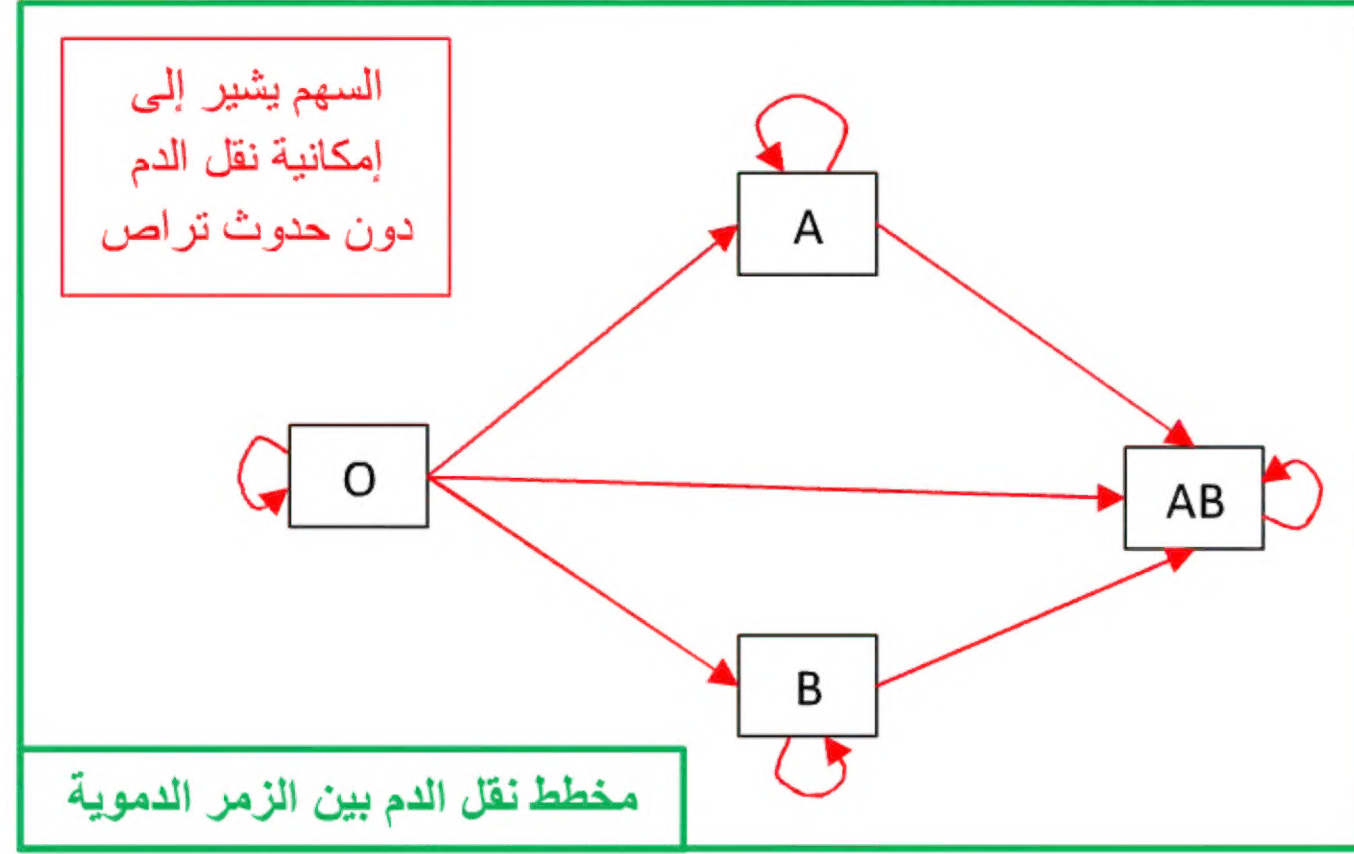 السهم يشير إلى
إمكانية نقل الدم
دون حدوث تراص
A
O
AB
B
مخطط نقل الدم بين الزمر الدموية